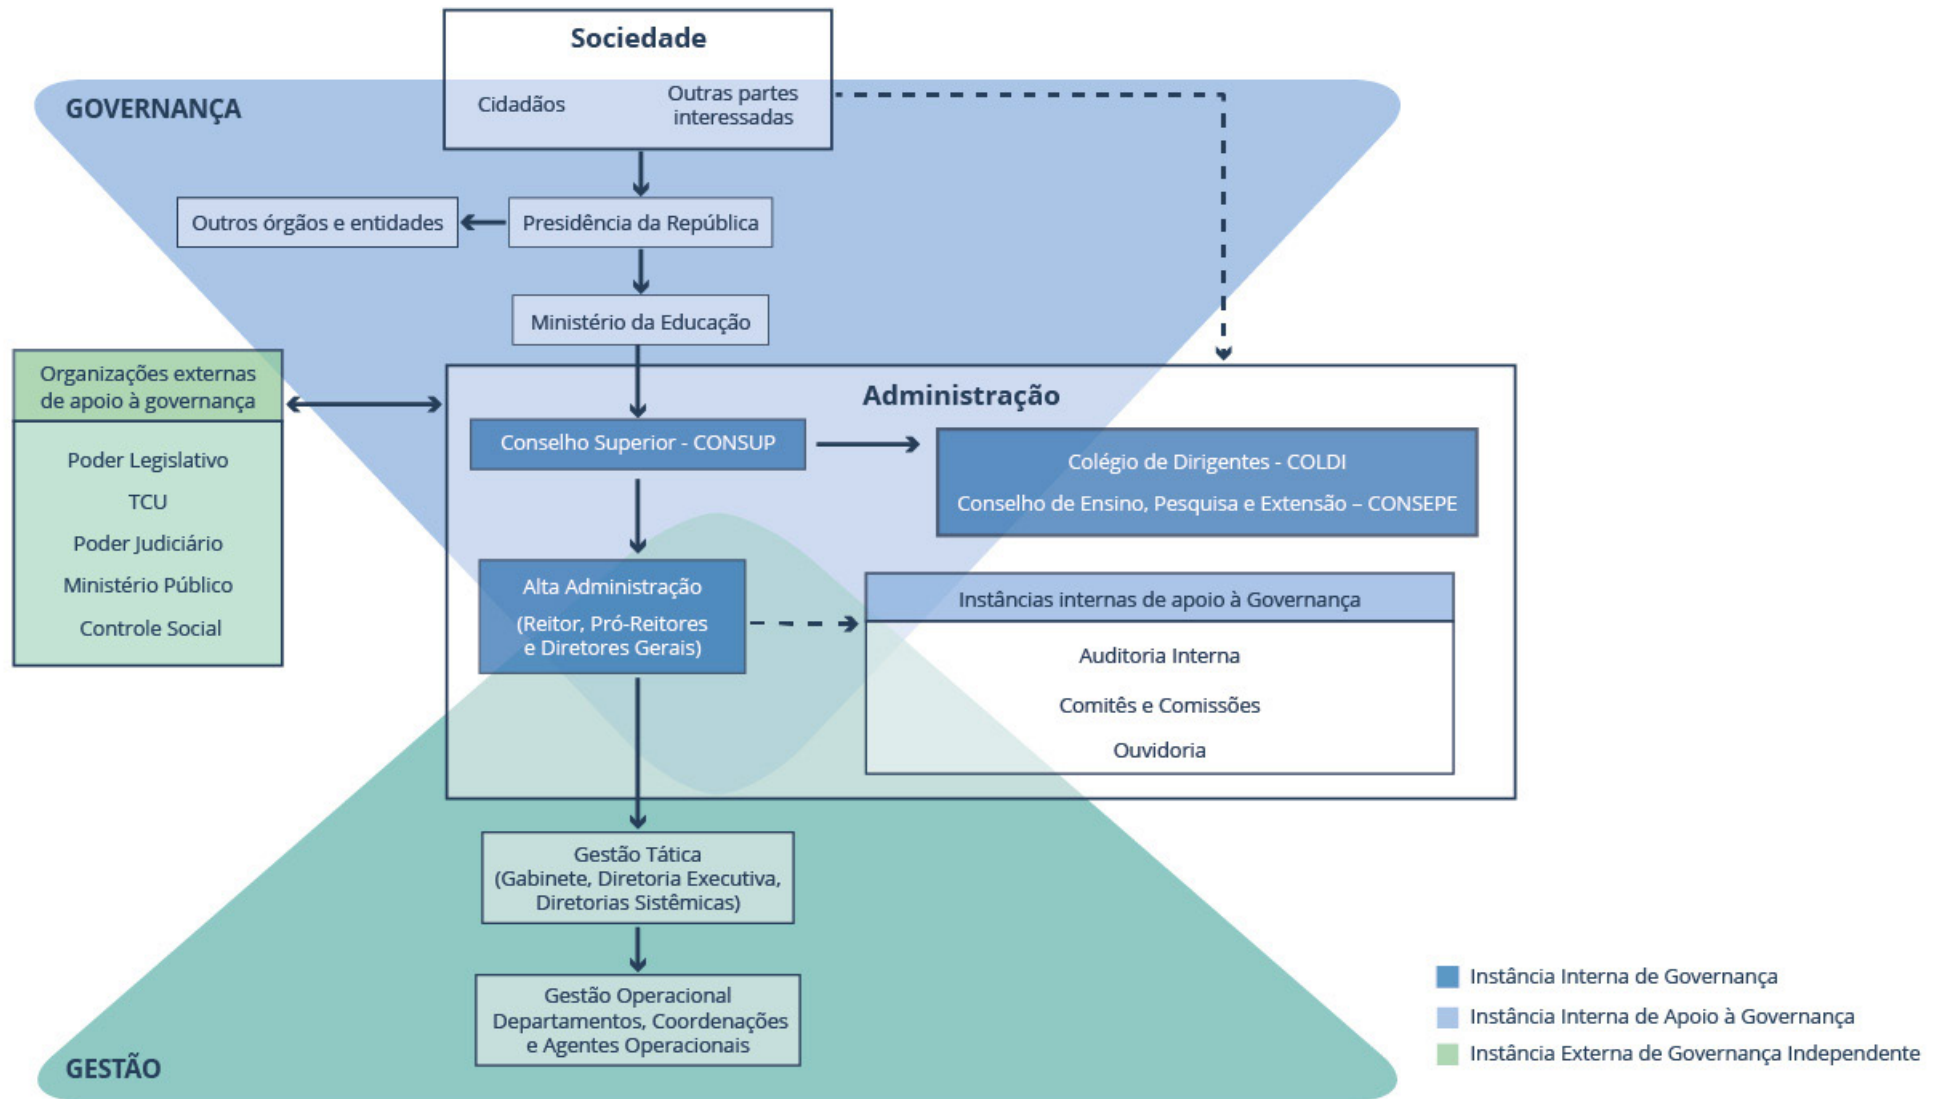 Sociedade
Cidadãos
Outras partes
interessadas
GOVERNANÇA
Outros órgãos e entidades
Presidência da República
Ministério da Educação
Organizações externas
de apoio à governança
Poder Legislativo
TCU
Poder Judiciário
Ministério Público
Controle Social
Administração
Conselho Superior - CONSUP
Colégio de Dirigentes - COLDI
Conselho de Ensino, Pesquisa e Extensão – CONSEPE
Alta Administração
(Reitor, Pró-Reitores
e Diretores Gerais)
Instâncias internas de apoio à Governança
Auditoria Interna
Comitês e Comissões
Ouvidoria
Gestão Tática
(Gabinete, Diretoria Executiva,
Diretorias Sistêmicas)
Gestão Operacional
Departamentos, Coordenações
e Agentes Operacionais
GESTÃO
Instância Interna de Governança
Instância Interna de Apoio à Governança
Instância Externa de Governança Independente